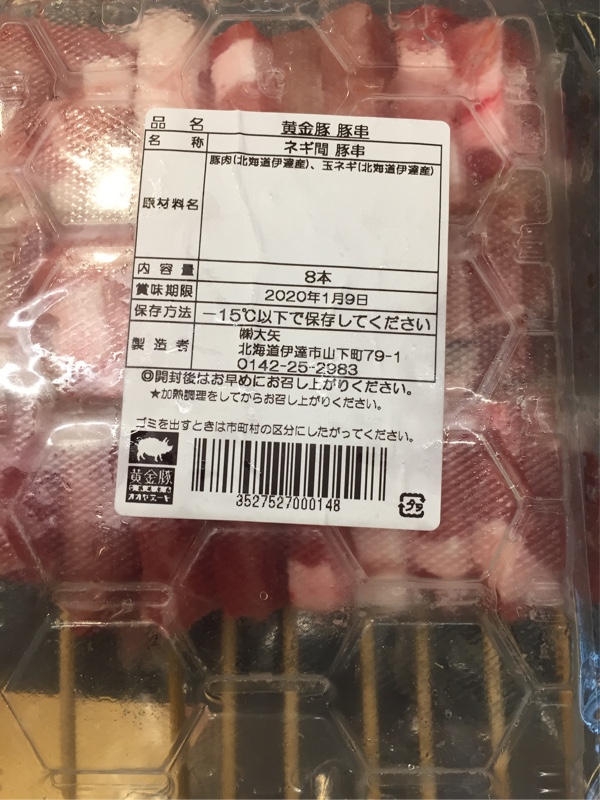 品名 黄金豚 豚串
名称 ネギ間 豚串
原材料名 豚肉(北海道伊達産)、玉ネギ(北海道伊達産)
内容量 8本
賞味期限 2020年1月9日
保存方法 −15℃以下で保存してください
製造者 ㈱大矢
北海道伊達市山下町79-1
0142-25-2983
◎開封後はお早めにお召し上がりください。
★加熱調理をしてからお召し上がりください。
ゴミを出すときは市町村の区分にしたがってください。
黄金豚
オオヤミート
3527527000148
プラ